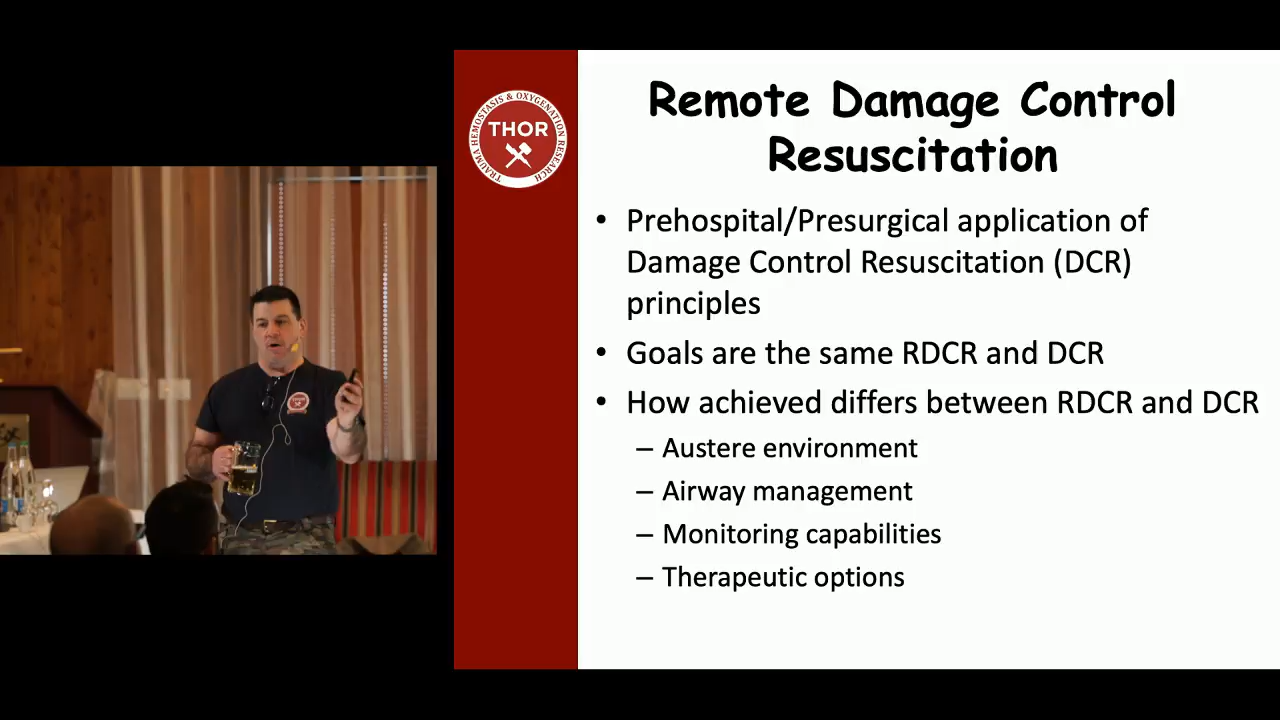 TRAUMA HEMOSTASIS & OXYGENATION RESEARCH
THOR
Remote Damage Control
Resuscitation
• Prehospital/Presurgical application of
Damage Control Resuscitation (DCR)
principles
• Goals are the same RDCR and DCR
• How achieved differs between RDCR and DCR
– Austere environment
– Airway management
– Monitoring capabilities
– Therapeutic options